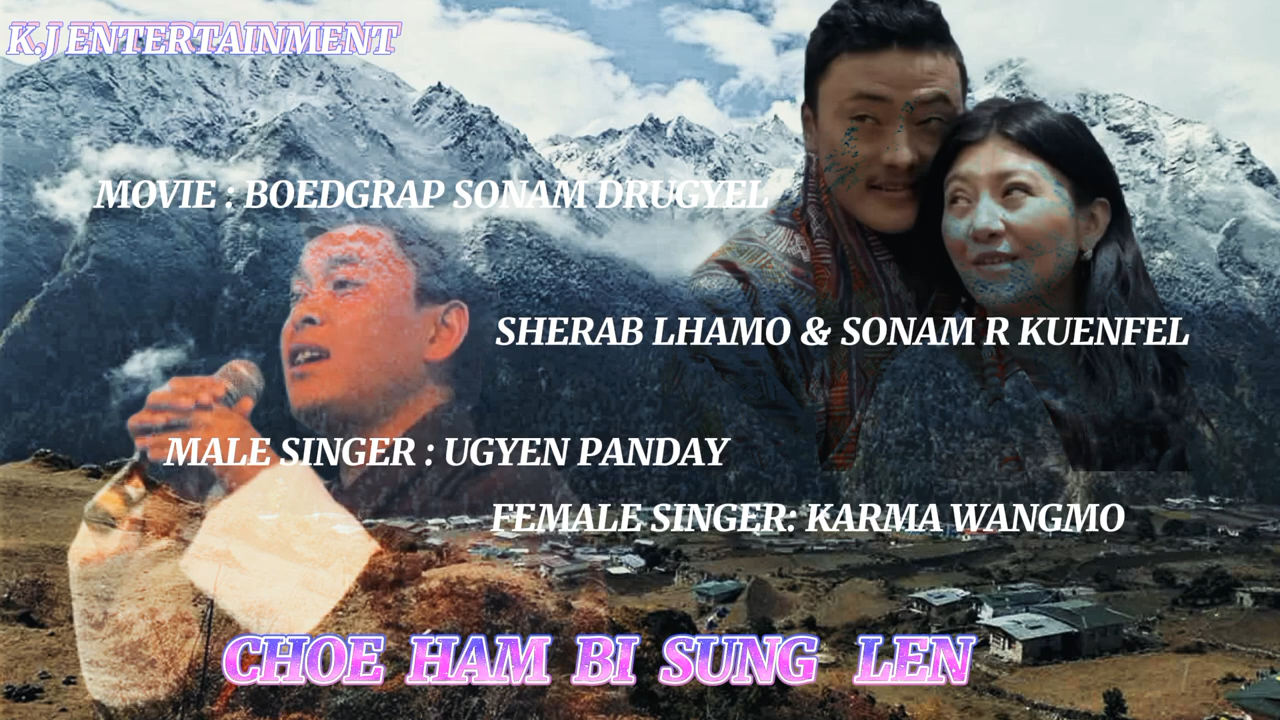 K.J ENTERTAINMENT
MOVIE : BOEDGRAP SONAM DRUGYEL
SHERAB LHAMO & SONAM R KUENFEL
MALE SINGER : UGYEN PANDAY
FEMALE SINGER: KARMA WANGMO
CHOE HAM BI SUNG LEN